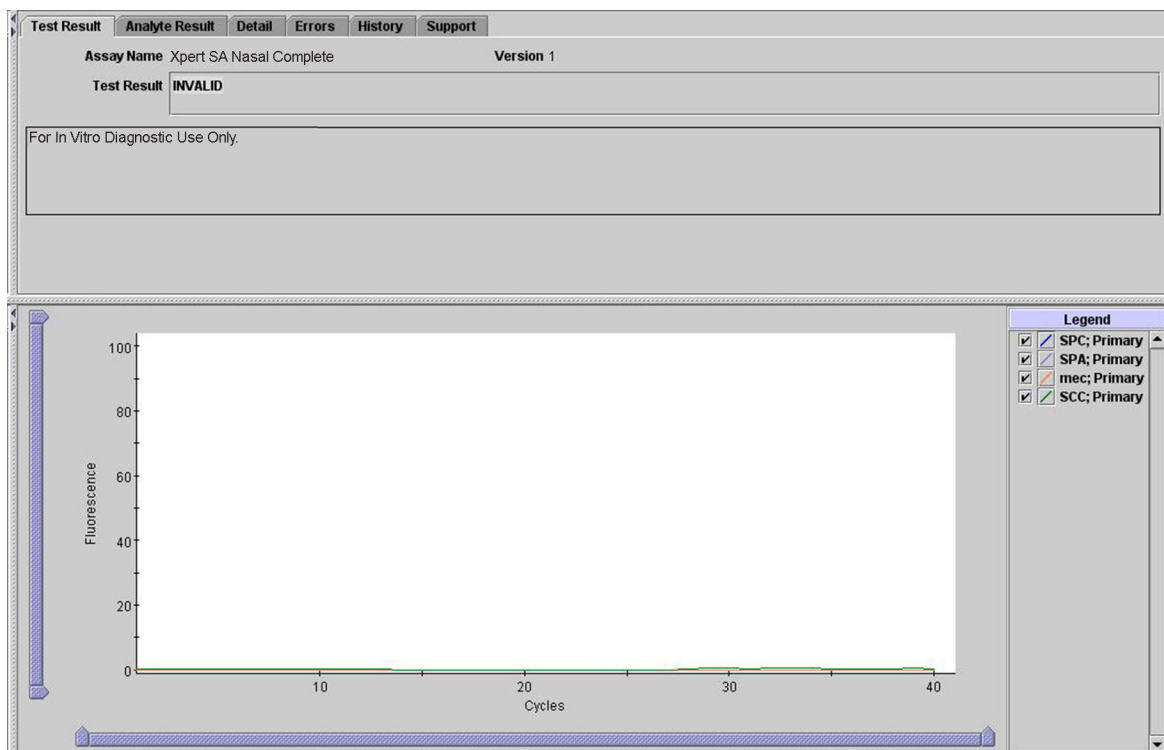 Test Result Analyte Result Detail Errors History Support
Assay Name Xpert SA Nasal Complete Version 1
Test Result INVALID
For In Vitro Diagnostic Use Only.
Legend
SPC; Primary
SPA; Primary
mec; Primary
SCC; Primary
100
80
60
40
20
0
Fluorescence
10 20 30 40
Cycles